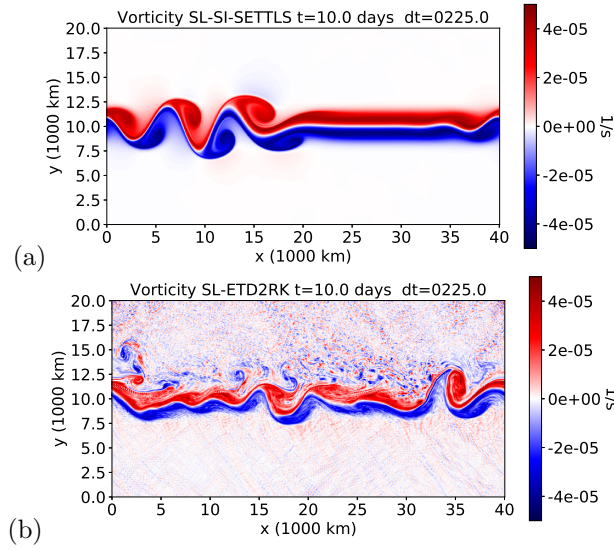 Vorticity SL-SI-SETTLS t=10.0 days dt=0225.0
20.0
17.5
15.0
12.5
10.0
7.5
5.0
2.5
0.0
y (1000 km)
0 5 10 15 20 25 30 35 40
x (1000 km)
4e-05
2e-05
0e+00
-2e-05
-4e-05
1/s
(a)
Vorticity SL-ETD2RK t=10.0 days dt=0225.0
20.0
17.5
15.0
12.5
10.0
7.5
5.0
2.5
0.0
y (1000 km)
0 5 10 15 20 25 30 35 40
x (1000 km)
4e-05
2e-05
0e+00
-2e-05
-4e-05
1/s
(b)